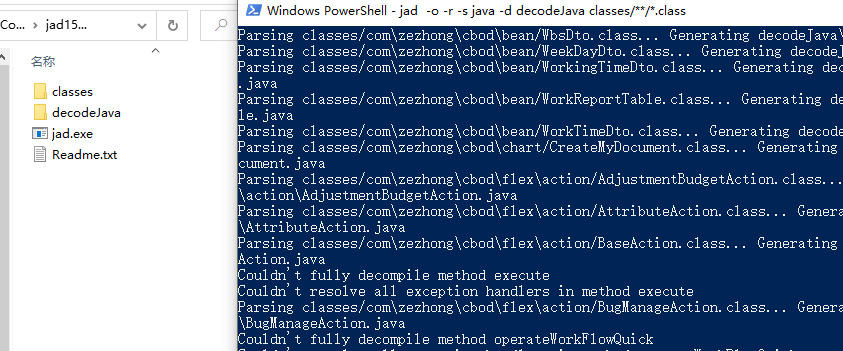 Co... › jad15...
名称
classes
decodeJava
jad.exe
Readme.txt
Windows PowerShell - jad -o -r -s java -d decodeJava classes/**/*.class
Parsing classes/com\zezhong\cbod\bean/WbsDto.class... Generating decodeJava\
Parsing classes/com\zezhong\cbod\bean/WeekDayDto.class... Generating decodeJ
Parsing classes/com\zezhong\cbod\bean/WorkingTimeDto.class... Generating dec
.java
Parsing classes/com\zezhong\cbod\bean/WorkReportTable.class... Generating de
le.java
Parsing classes/com\zezhong\cbod\bean/WorkTimeDto.class... Generating decode
Parsing classes/com\zezhong\cbod\chart/CreateMyDocument.class... Generating
cument.java
Parsing classes/com\zezhong\cbod\flex\action/AdjustmentBudgetAction.class...
\action\AdjustmentBudgetAction.java
Parsing classes/com\zezhong\cbod\flex\action/AttributeAction.class... Genera
\AttributeAction.java
Parsing classes/com\zezhong\cbod\flex\action/BaseAction.class... Generating
Action.java
Couldn't fully decompile method execute
Couldn't resolve all exception handlers in method execute
Parsing classes/com\zezhong\cbod\flex\action/BugManageAction.class... Genera
\BugManageAction.java
Couldn't fully decompile method operateWorkFlowQuick